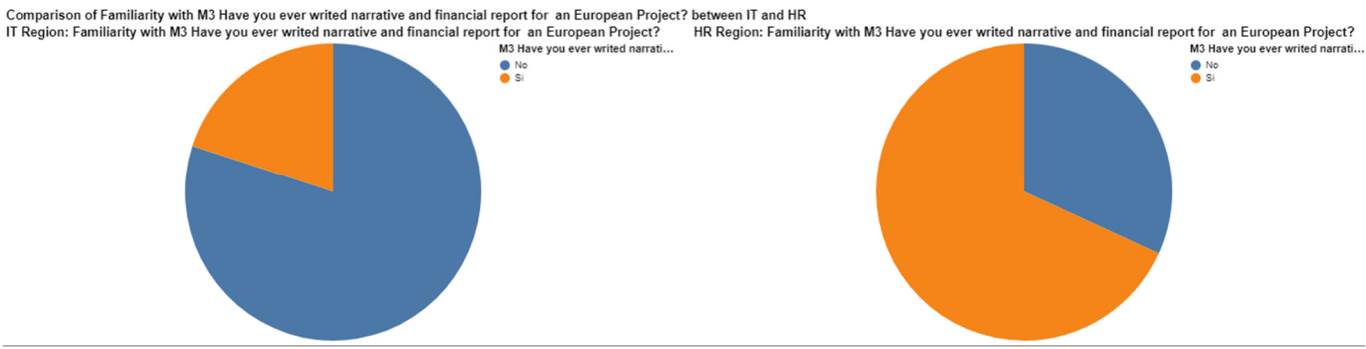 Comparison of Familiarity with M3 Have you ever writed narrative and financial report for an European Project? between IT and HR
IT Region: Familiarity with M3 Have you ever writed narrative and financial report for an European Project?
M3 Have you ever writed narrati...
No
Si
HR Region: Familiarity with M3 Have you ever writed narrative and financial report for an European Project?
M3 Have you ever writed narrati...
No
Si